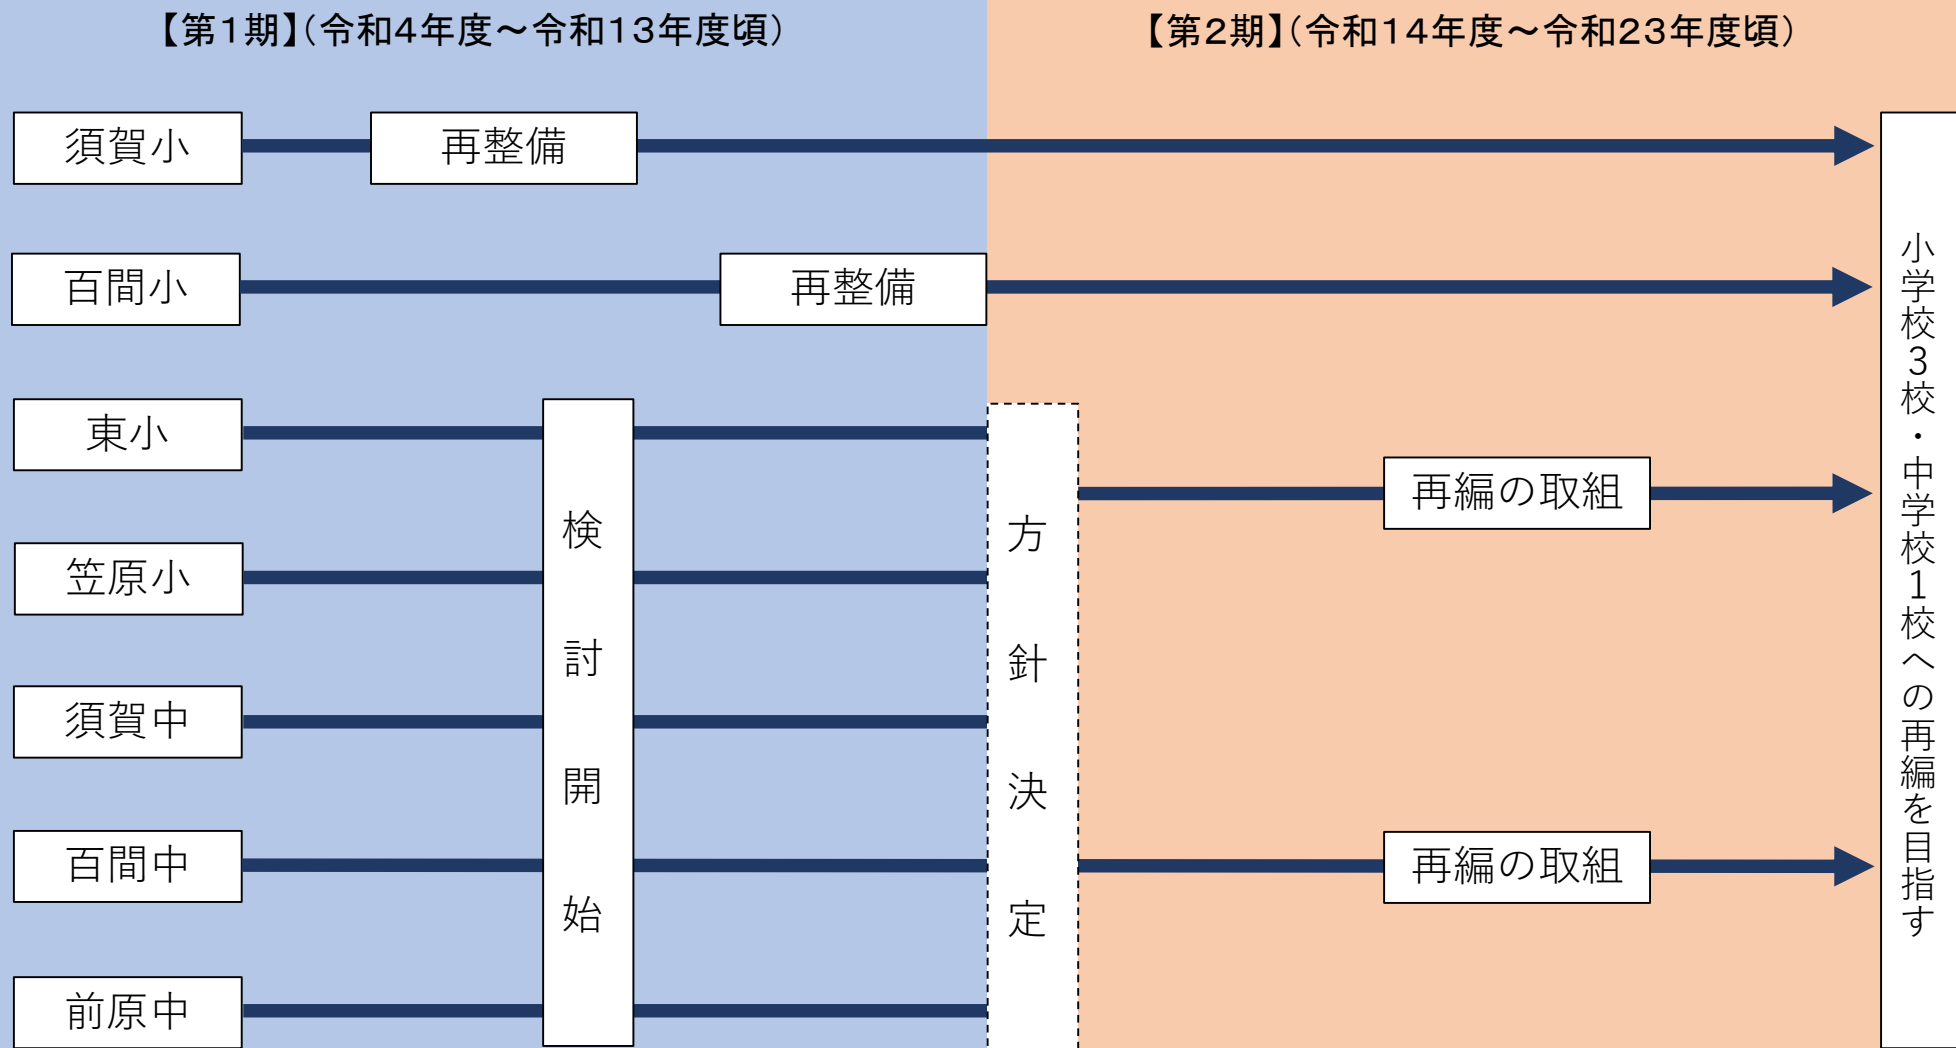 【第1期】（令和4年度～令和13年度頃）
【第2期】（令和14年度～令和23年度頃）
須賀小
再整備
百間小
再整備
東小
笠原小
須賀中
百間中
前原中
検討開始
方針決定
再編の取組
再編の取組
小学校3校・中学校1校への再編を目指す